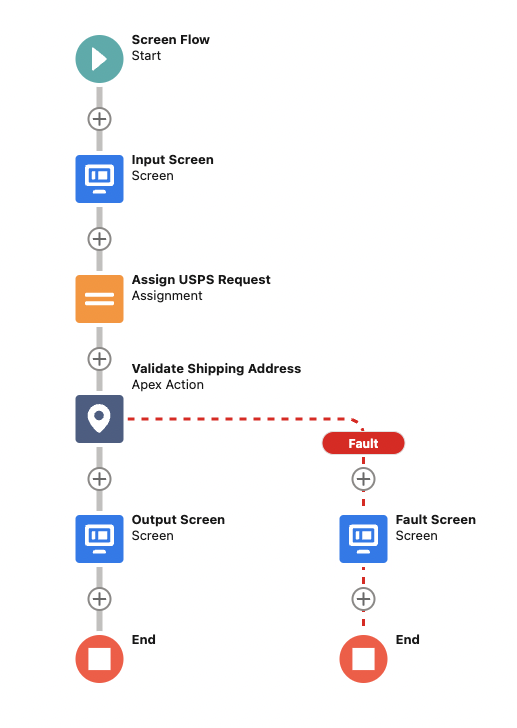 Screen Flow
Start
Input Screen
Screen
Assign USPS Request
Assignment
Validate Shipping Address
Apex Action
Fault
Output Screen
Screen
Fault Screen
Screen
End
End